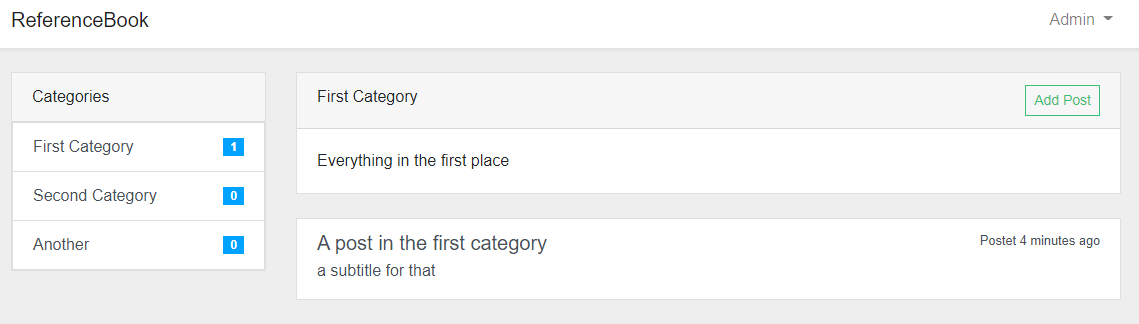 ReferenceBook
Admin
Categories
First Category 1
Second Category 0
Another 0
First Category
Add Post
Everything in the first place
A post in the first category
Postet 4 minutes ago
a subtitle for that